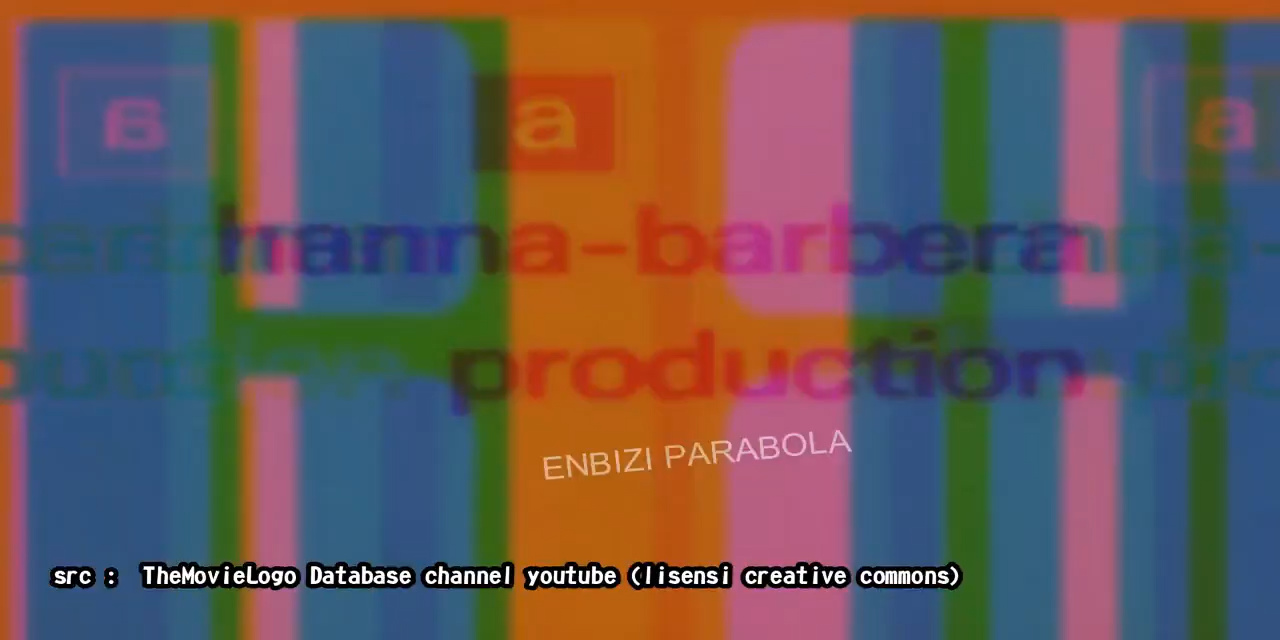 a
hanna-barbera
production
ENBIZI PARABOLA
src : TheMovieLogo Database channel youtube (lisensi creative commons)